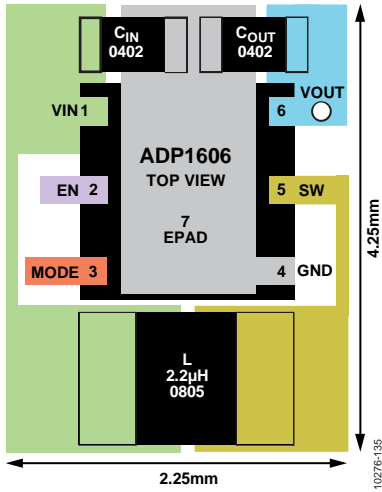 CIN
0402
COUT
0402
VIN 1
6
VOUT
ADP1606
TOP VIEW
EN 2
5 SW
7
EPAD
MODE 3
4 GND
L
2.2µH
0805
4.25mm
2.25mm
10276-135